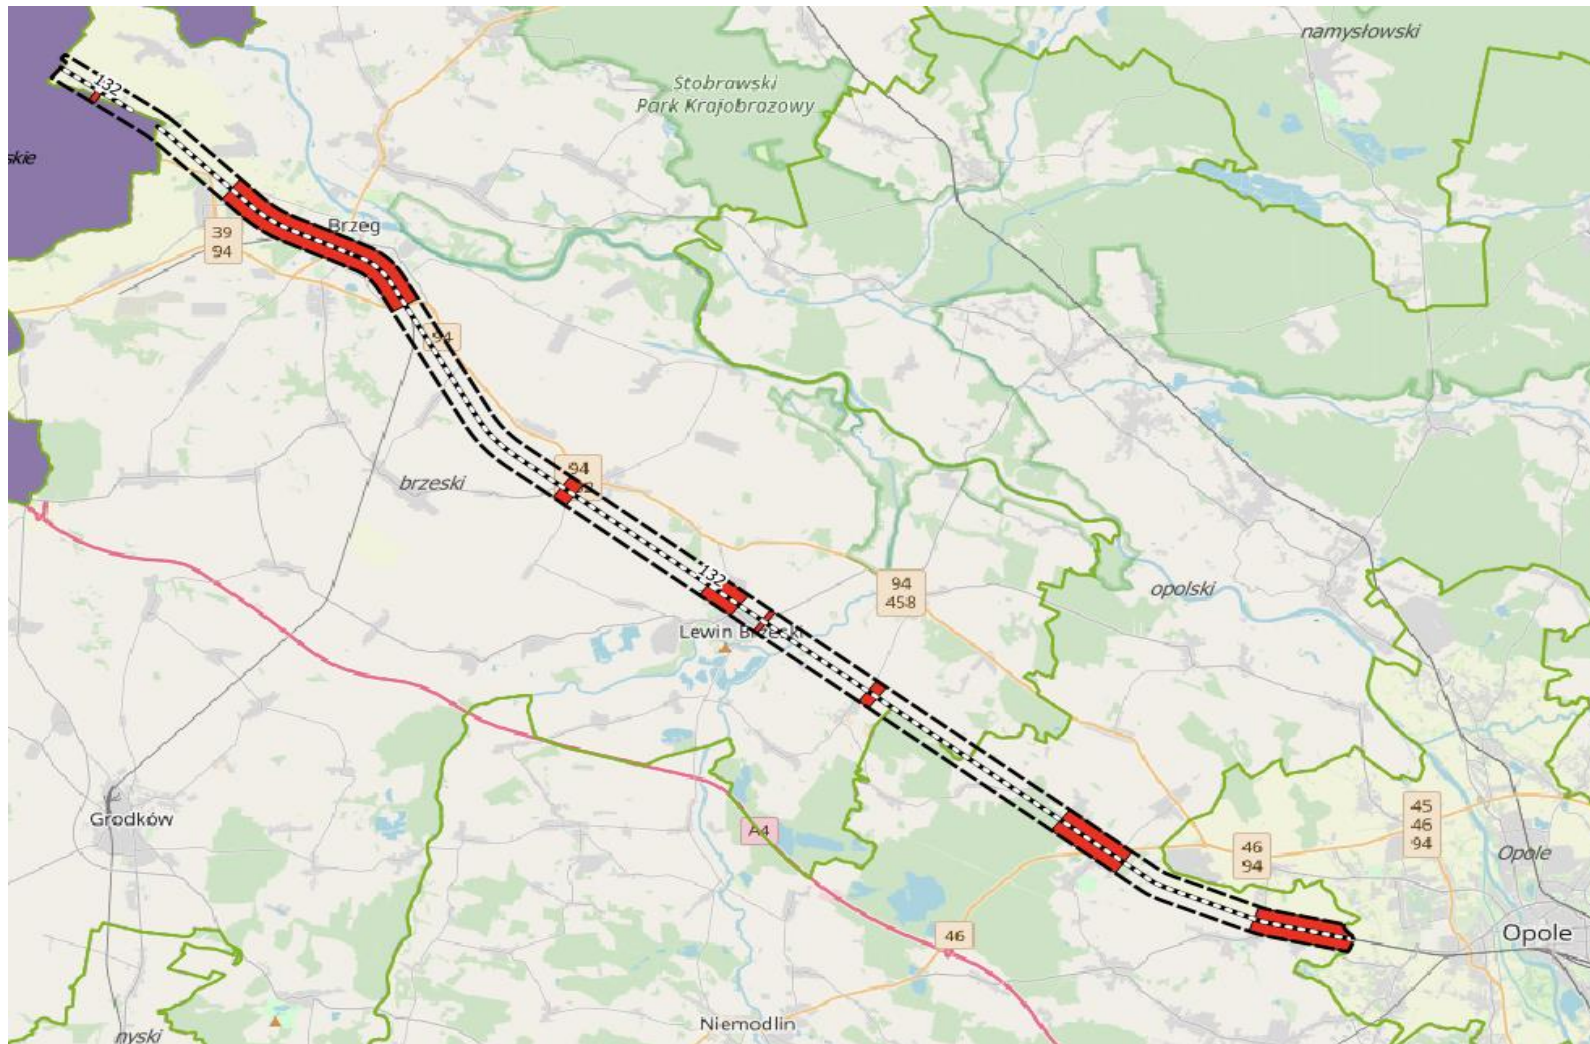 namysłowski
Stobrawski
Park Krajobrazowy
132
skie
Brzeg
39
94
94
94
brzeski
132
94
458
opolski
Lewin Brzeski
Grodków
A4
45
46
94
46
94
Opole
Opole
46
Niemodlin
nyski